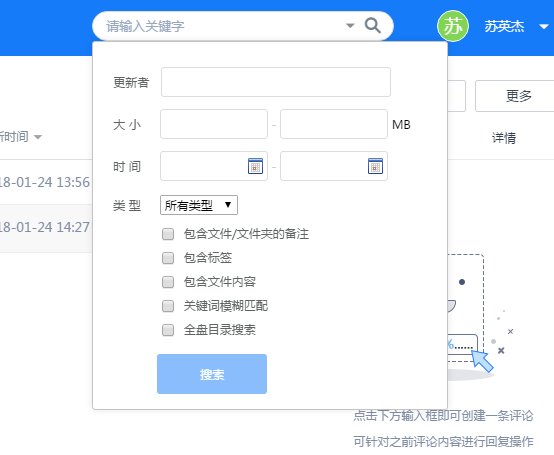 请输入关键字
苏 苏英杰
更新者
更多
大 小 - MB
新时间
详情
时 间 -
18-01-24 13:56
类 型 所有类型
18-01-24 14:27
包含文件/文件夹的备注
包含标签
包含文件内容
关键词模糊匹配
全盘目录搜索
%......
搜索
点击下方输入框即可创建一条评论
可针对之前评论内容进行回复操作